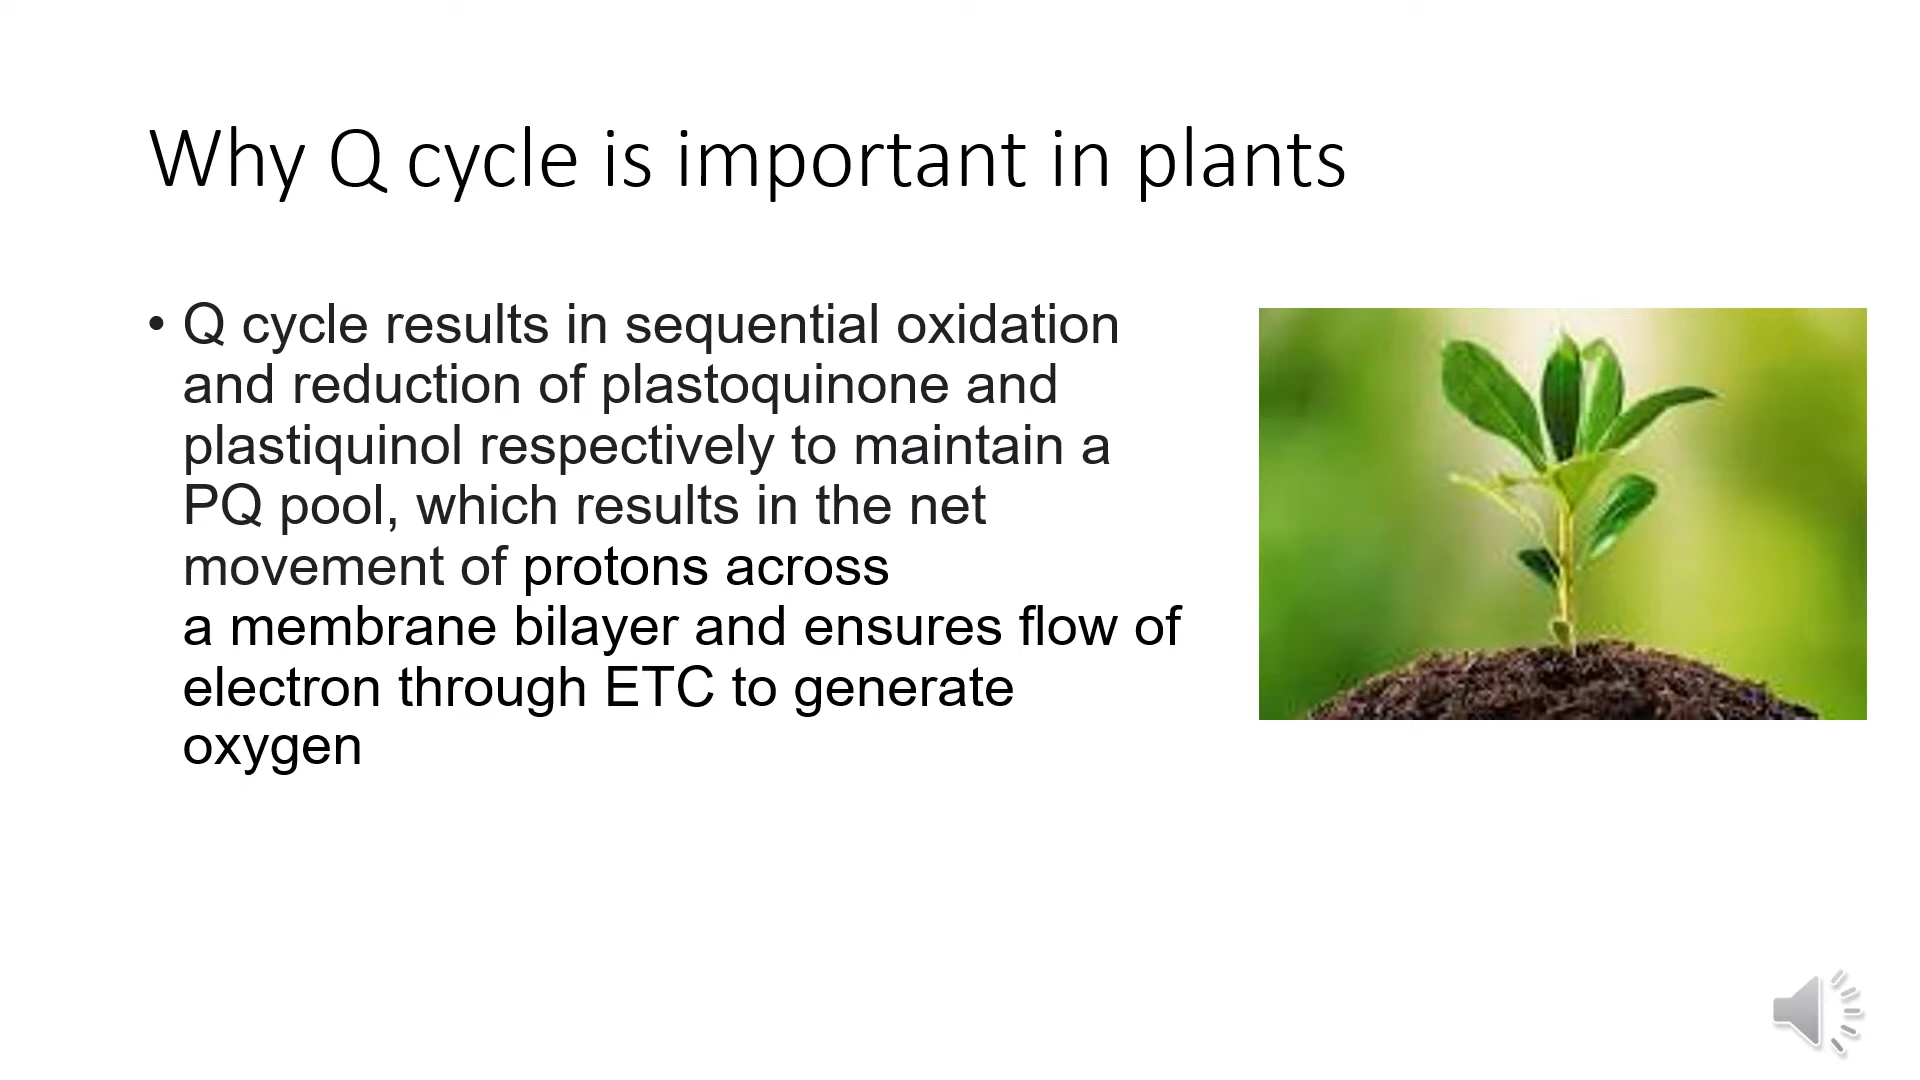 Why Q cycle is important in plants
• Q cycle results in sequential oxidation
and reduction of plastoquinone and
plastiquinol respectively to maintain a
PQ pool, which results in the net
movement of protons across
a membrane bilayer and ensures flow of
electron through ETC to generate
oxygen